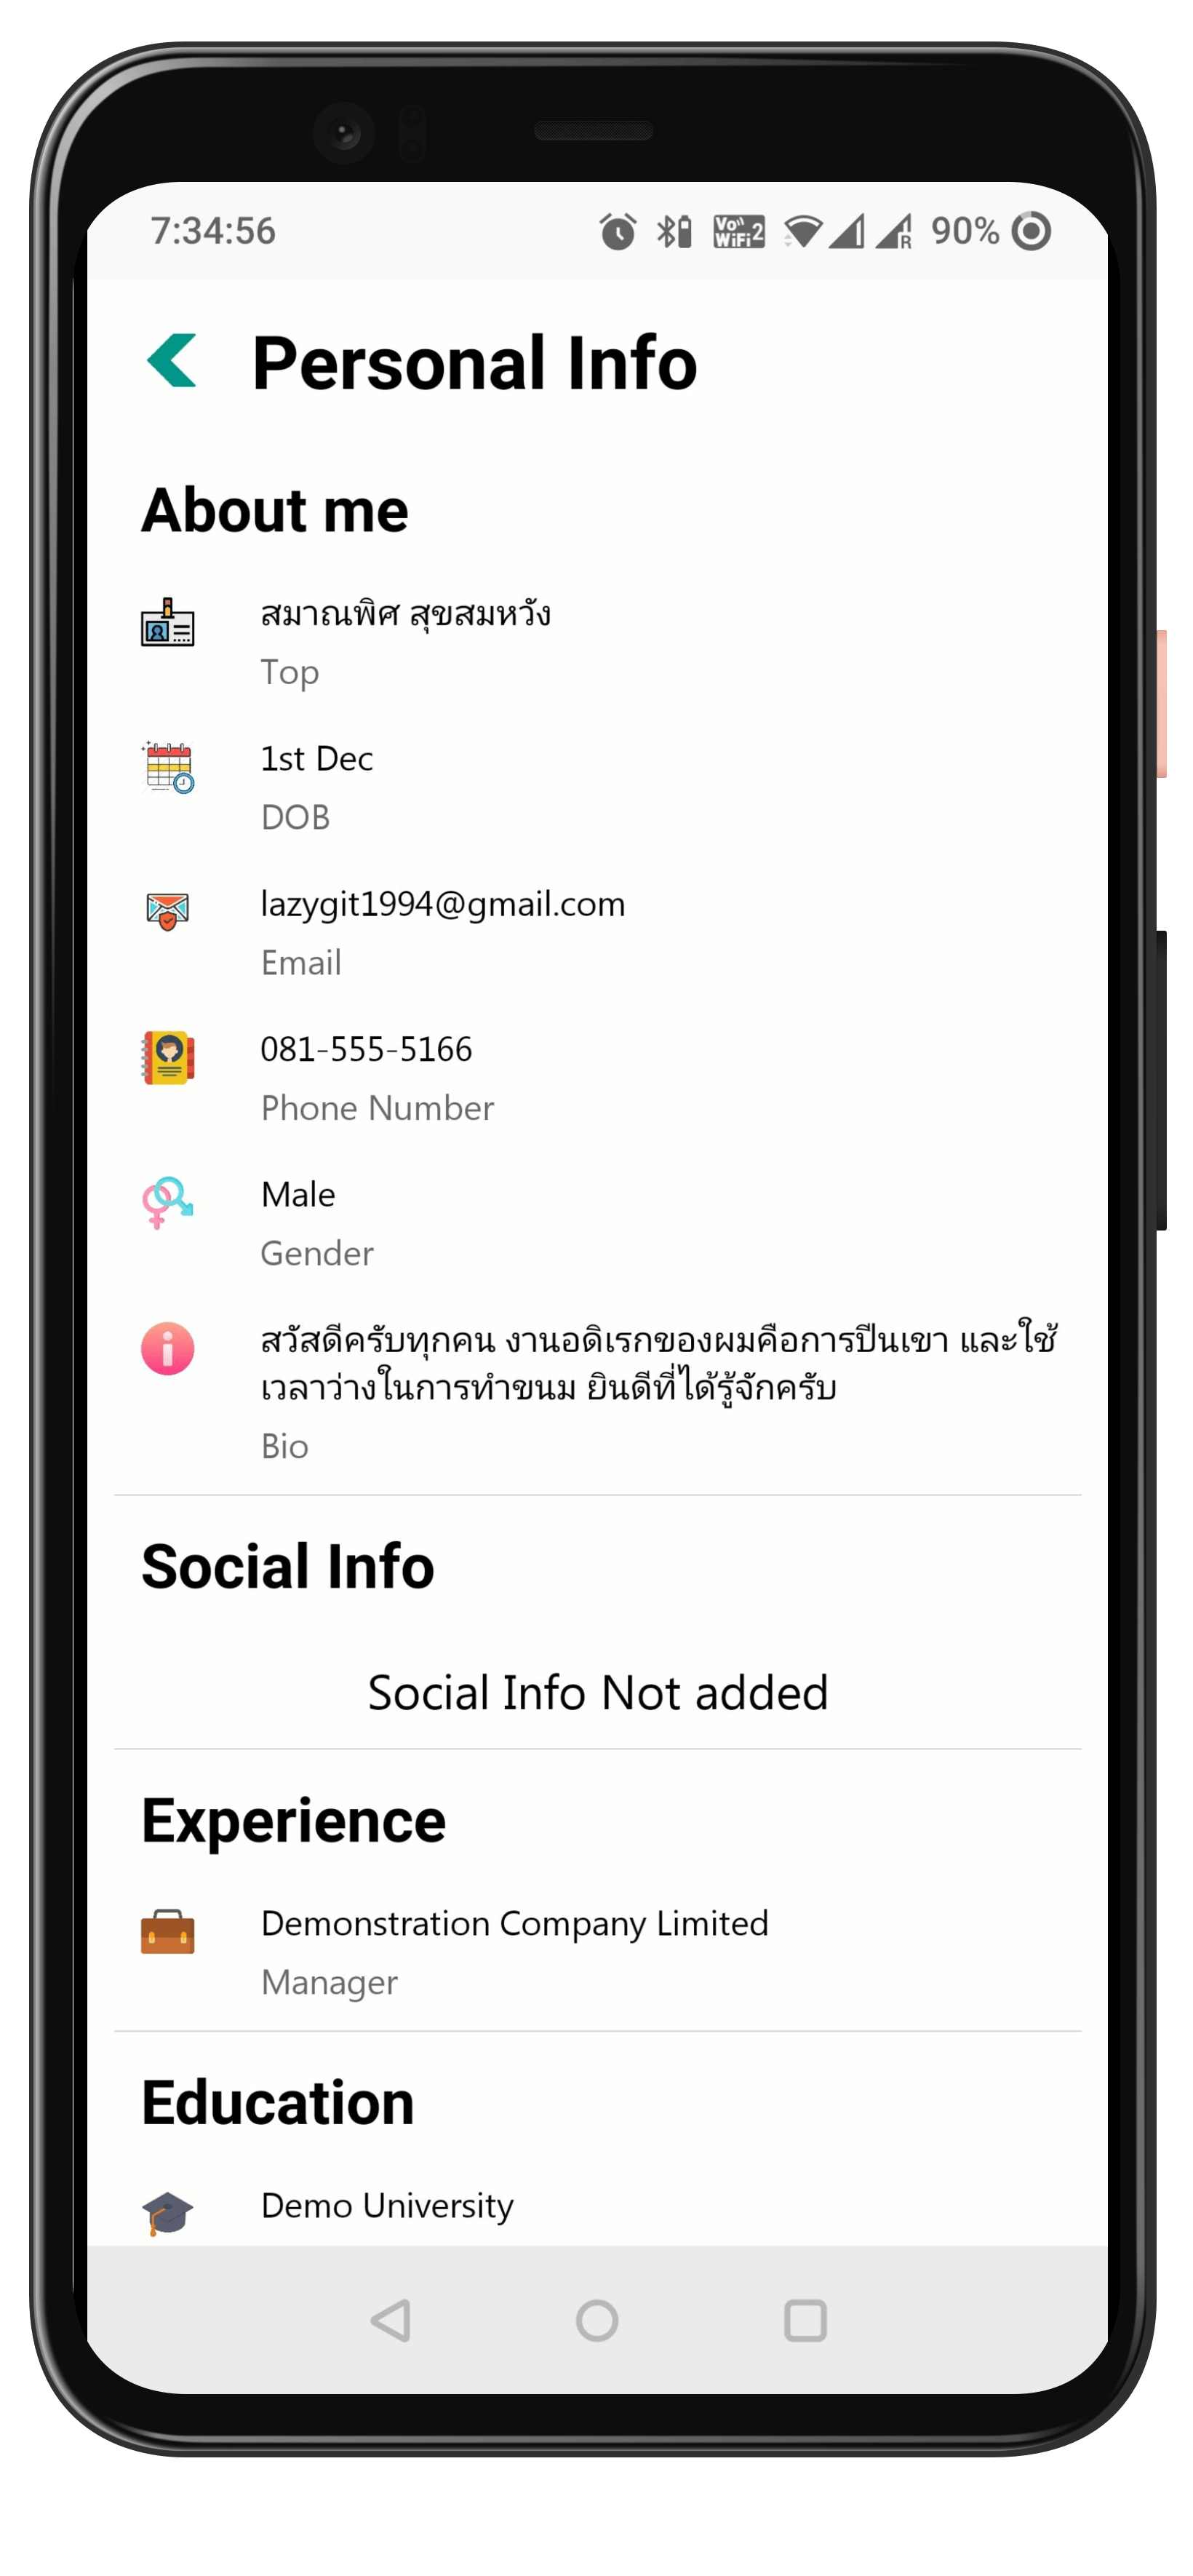 7:34:56
Vo)) WiFi 2
R
90%
Personal Info
About me
สมาณพิศ สุขสมหวัง
Top
1st Dec
DOB
lazygit1994@gmail.com
Email
081-555-5166
Phone Number
Male
Gender
สวัสดีครับทุกคน งานอดิเรกของผมคือการปีนเขา และใช้
เวลาว่างในการทำขนม ยินดีที่ได้รู้จักครับ
Bio
Social Info
Social Info Not added
Experience
Demonstration Company Limited
Manager
Education
Demo University